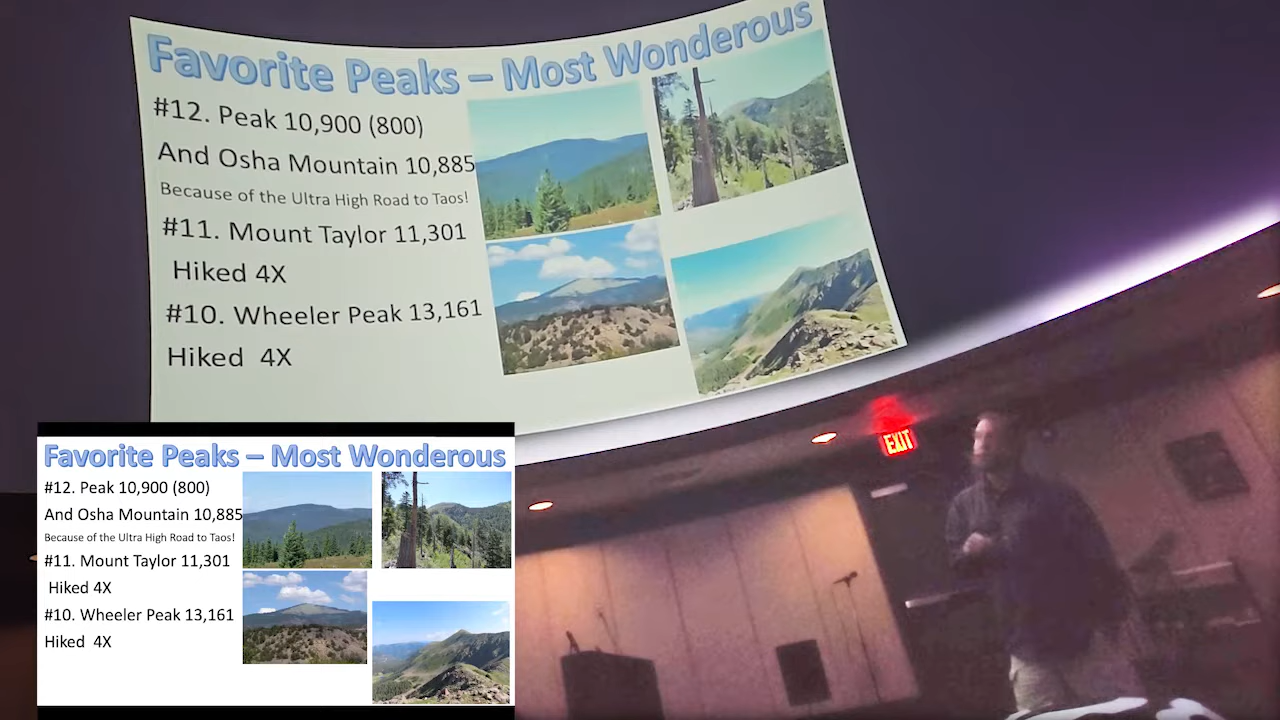 Favorite Peaks – Most Wonderous
#12. Peak 10,900 (800)
And Osha Mountain 10,885
Because of the Ultra High Road to Taos!
#11. Mount Taylor 11,301
Hiked 4X
#10. Wheeler Peak 13,161
Hiked 4X
EXIT
Favorite Peaks – Most Wonderous
#12. Peak 10,900 (800)
And Osha Mountain 10,885
Because of the Ultra High Road to Taos!
#11. Mount Taylor 11,301
Hiked 4X
#10. Wheeler Peak 13,161
Hiked 4X